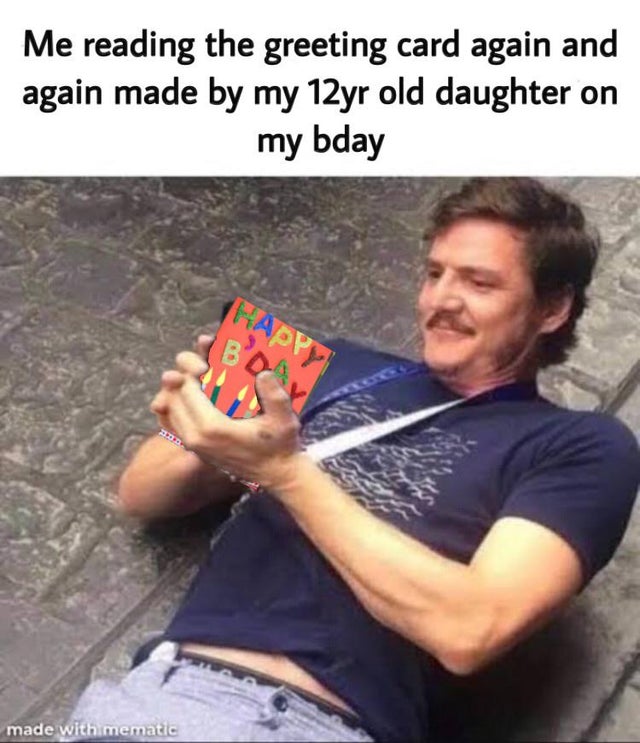 Me reading the greeting card again and
again made by my 12yr old daughter on
my bday
HAPPY
B'DAY
made with mematic